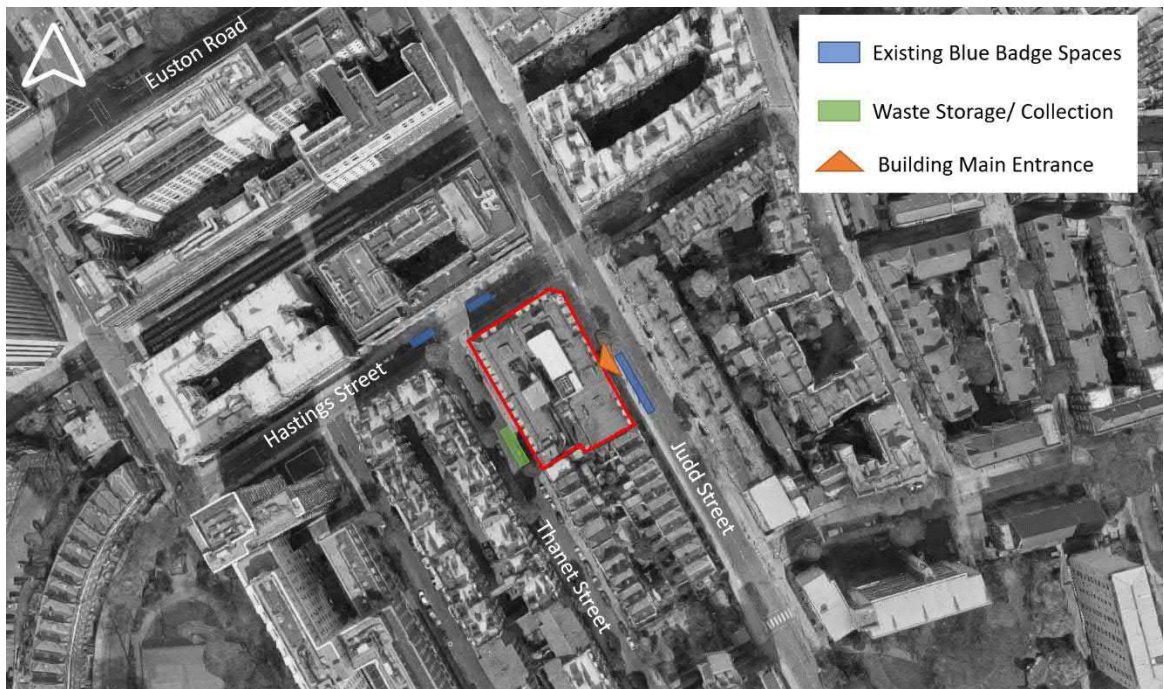 Euston Road
Existing Blue Badge Spaces
Waste Storage/ Collection
Building Main Entrance
Hastings Street
Judd Street
Thanet Street